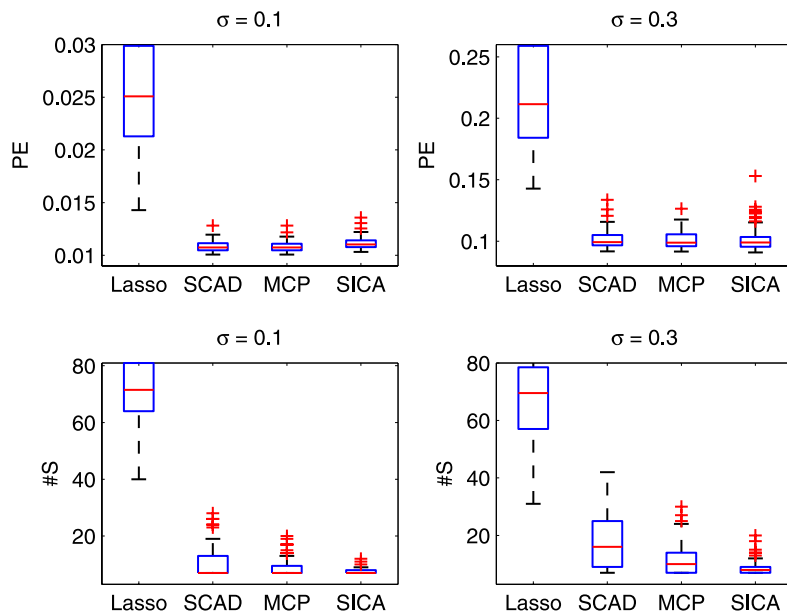 σ = 0.1
0.03
0.025
0.02
0.015
0.01
PE
Lasso SCAD MCP SICA
σ = 0.3
0.25
0.2
0.15
0.1
PE
Lasso SCAD MCP SICA
σ = 0.1
80
60
40
20
#S
Lasso SCAD MCP SICA
σ = 0.3
80
60
40
20
#S
Lasso SCAD MCP SICA